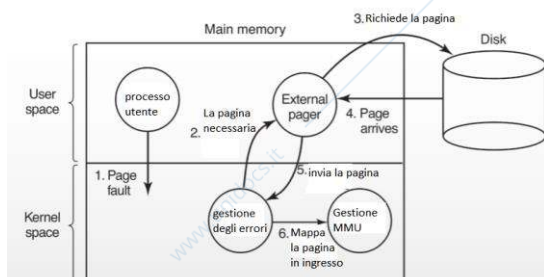 3. Richiede la pagina
Main memory
Disk
User
space
processo
utente
La pagina
2. necessaria
External
pager
4. Page
arrives
1. Page
fault
5. invia la pagina
Kernel
space
gestione
degli errori
Gestione
MMU
6. Mappa
la pagina
in ingresso